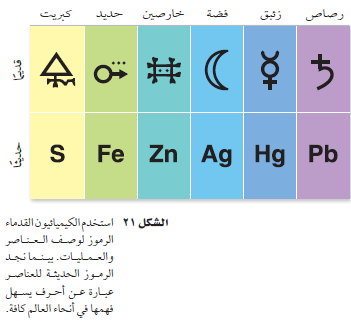 رصاص زئبق فضة خارصين حديد كبريت
قديمًا
حديثًا
Pb Hg Ag Zn Fe S
الشكل ٢١ استخدم الكيميائيون القدماء
الرموز لوصف العناصر
والعمليات. بينما نجد
الرموز الحديثة للعناصر
عبارة عن أحرف يسهل
فهمها في أنحاء العالم كافة.